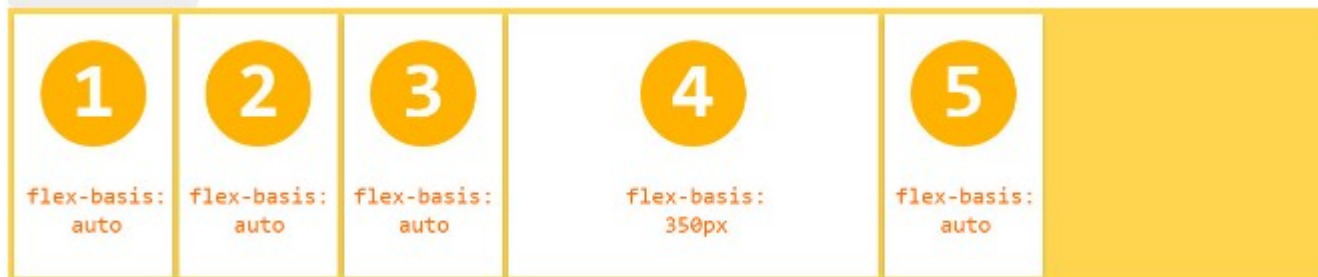 1 2 3 4 5
flex-basis: flex-basis: flex-basis: flex-basis: flex-basis:
auto auto auto 350px auto